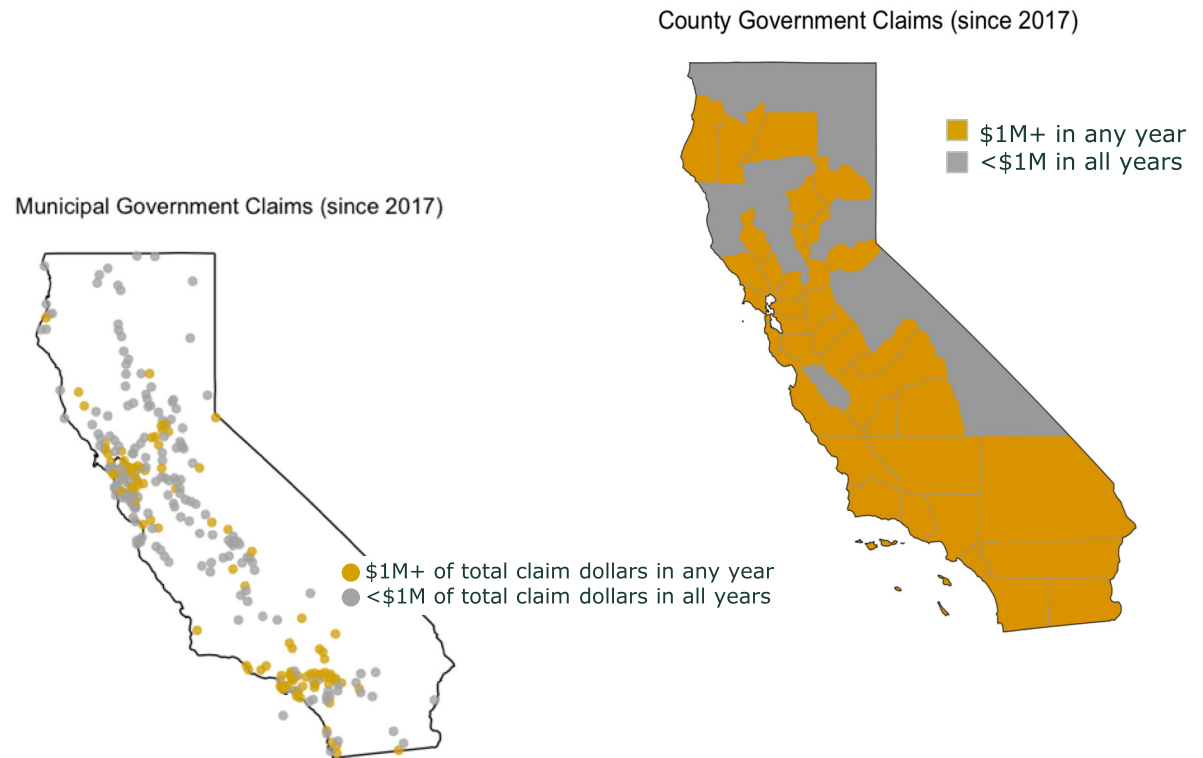 County Government Claims (since 2017)
$1M+ in any year
<$1M in all years
Municipal Government Claims (since 2017)
$1M+ of total claim dollars in any year
<$1M of total claim dollars in all years